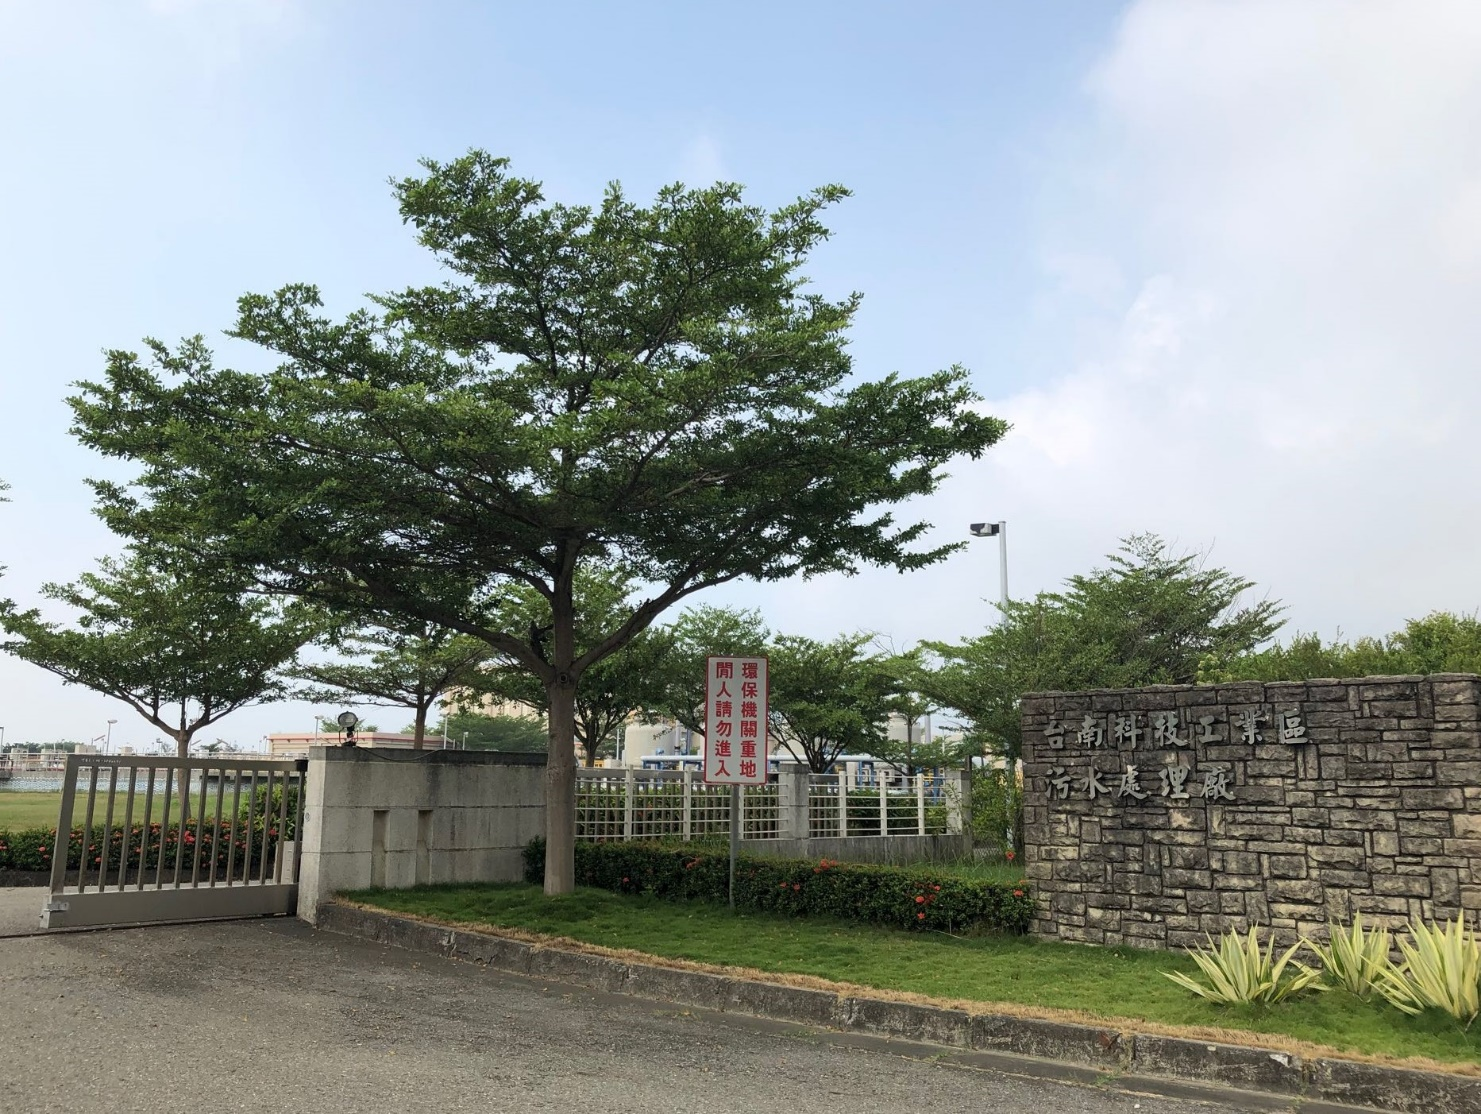 環保機關重地
閒人請勿進入
台南科技工業區
污水處理廠